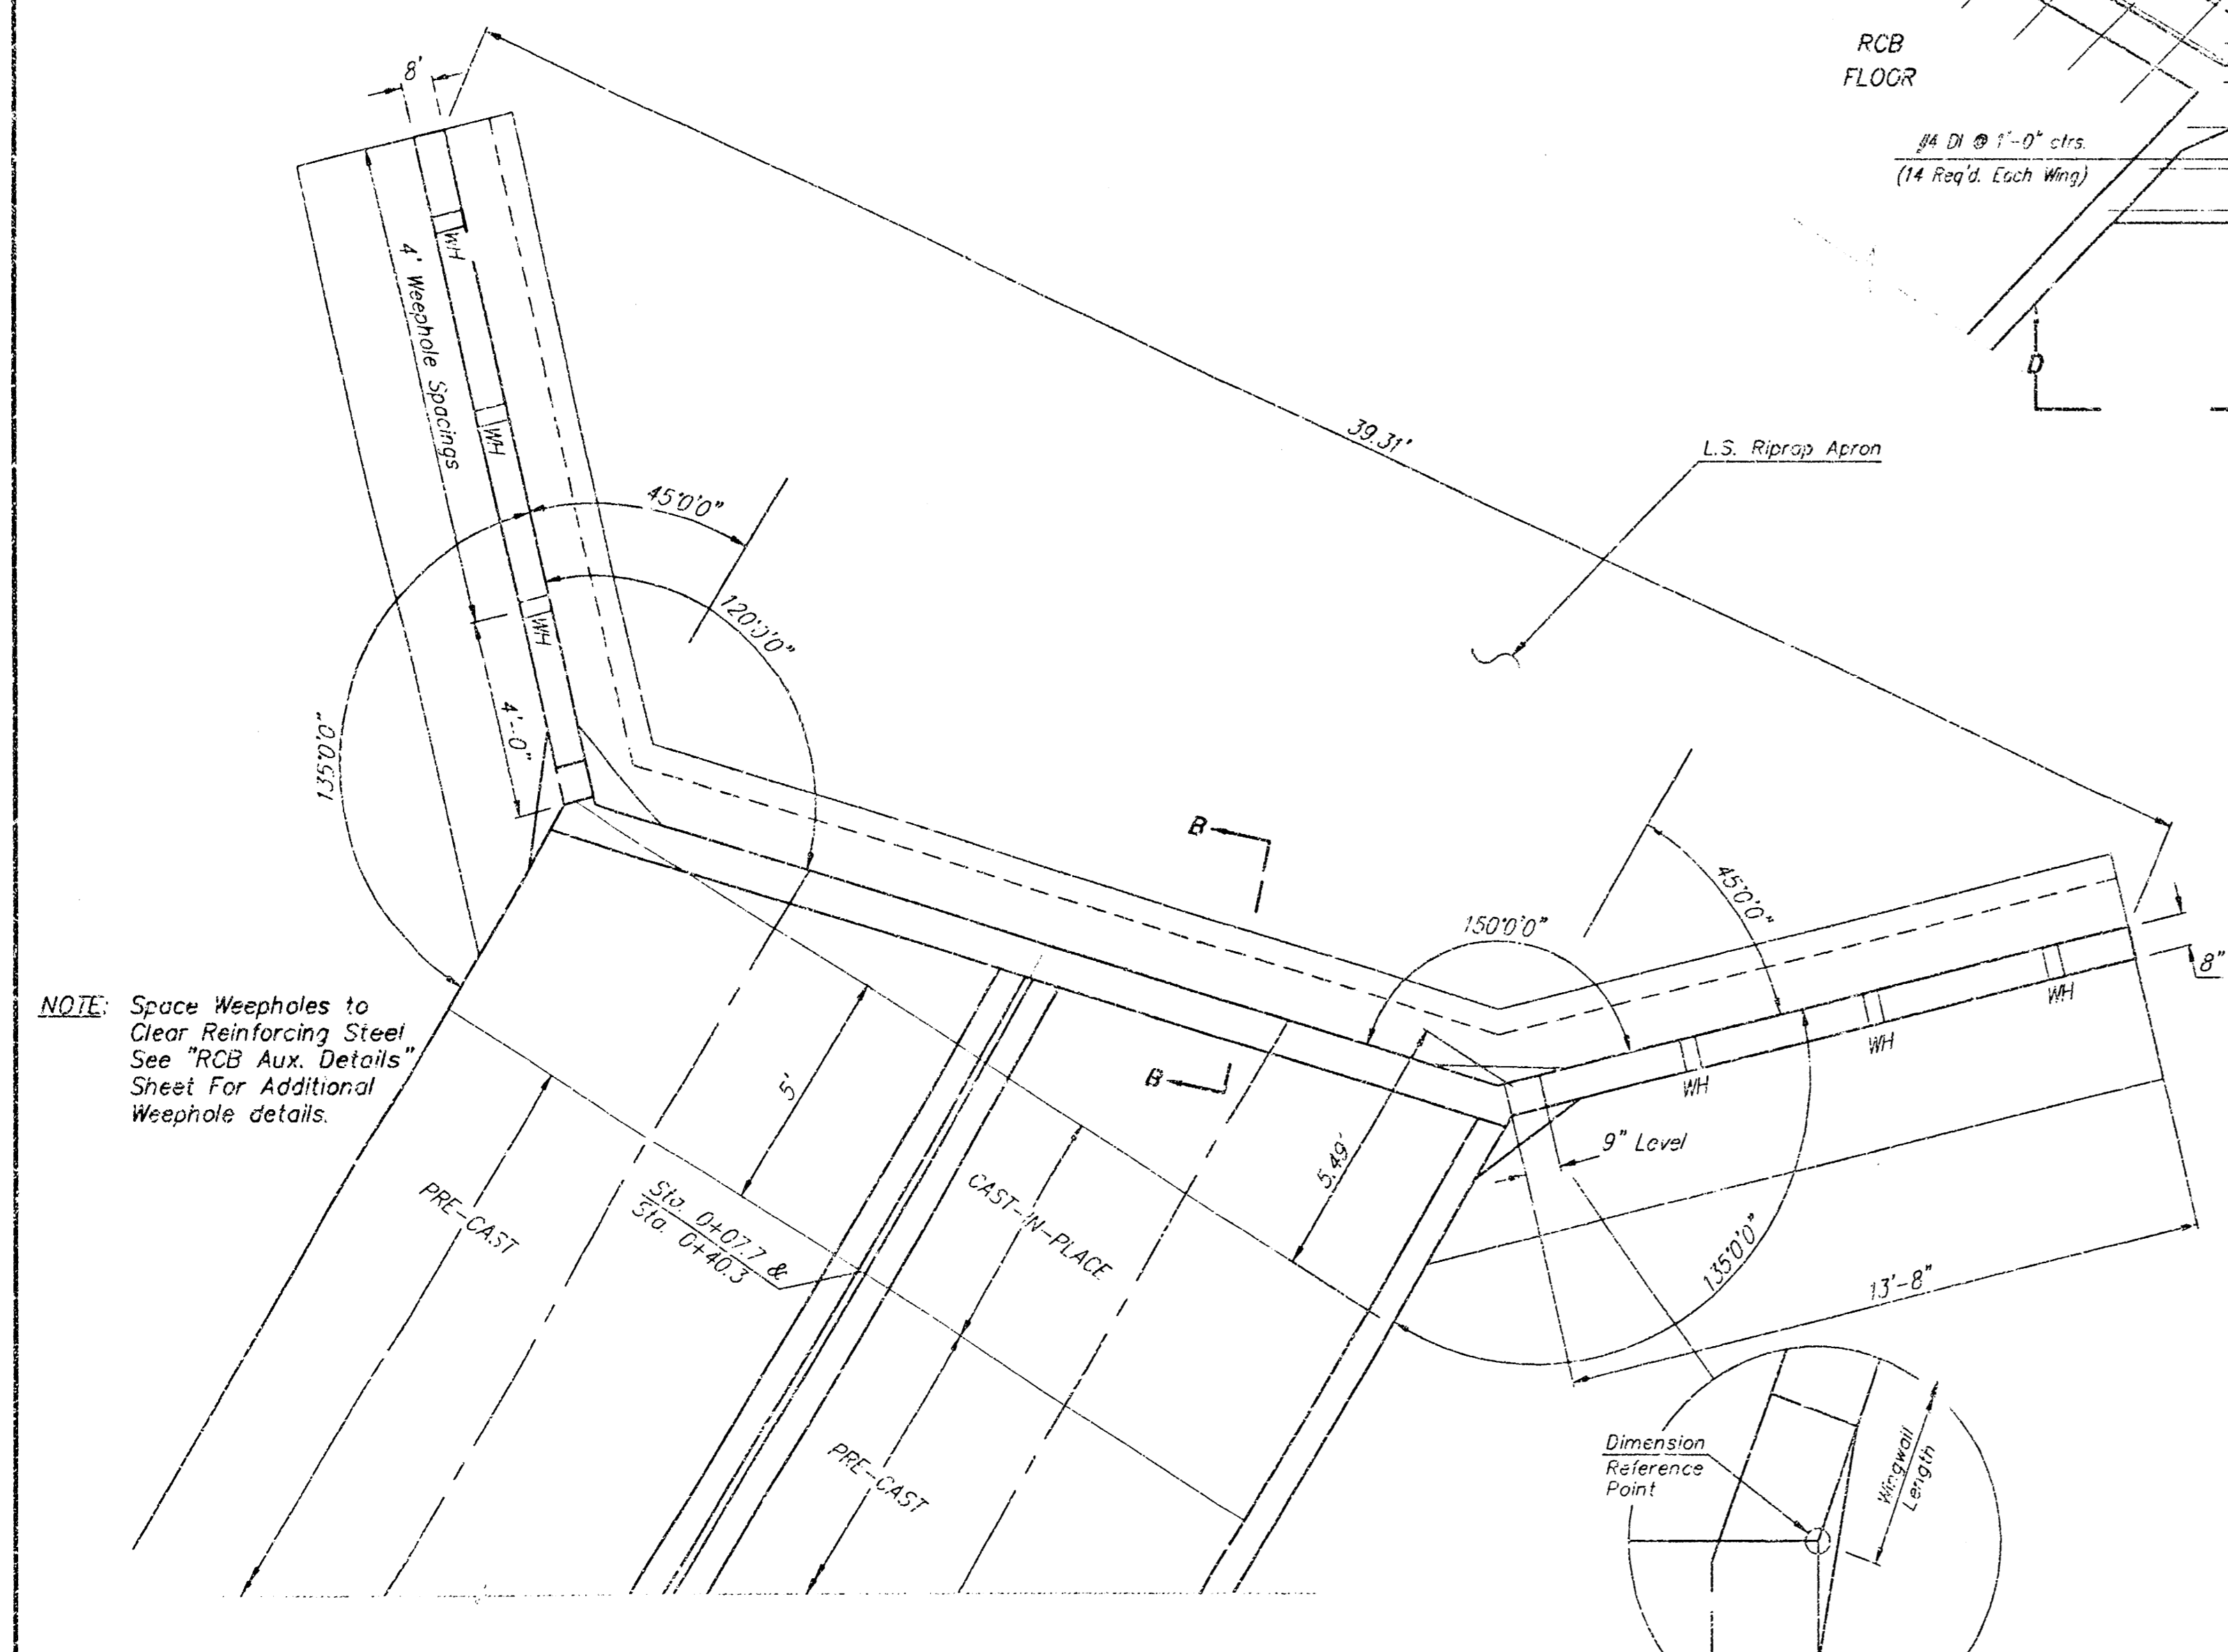 8'
RCB
FLOOR
#4 D1 @ 1'-0" ctrs.
(14 Req'd. Each Wing)
WH
4' Weephole Spacings
WH
D
39.31'
L.S. Riprap Apron
45°0'0"
WH
120°0'0"
4'-0"
135°0'0"
B
45°0'0"
150°0'0"
8"
WH
WH
WH
NOTE: Space Weepholes to
Clear Reinforcing Steel
See "RCB Aux. Details"
Sheet For Additional
Weephole details.
5'
B
9" Level
5.49'
PRE-CAST
Sta. 0+07.7 &
Sta. 0+40.3
CAST-IN-PLACE
135°0'0"
13'-8"
PRE-CAST
Dimension
Reference
Point
Wingwall
Length